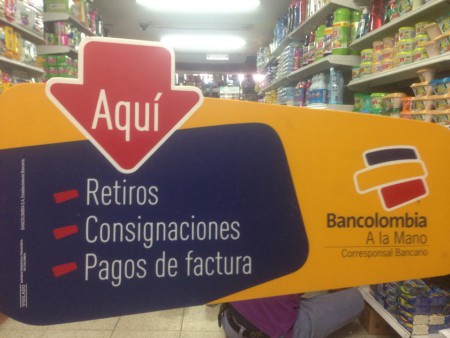 Aquí
Retiros
Consignaciones
Pagos de factura
Bancolombia
A la Mano
Corresponsal Bancario